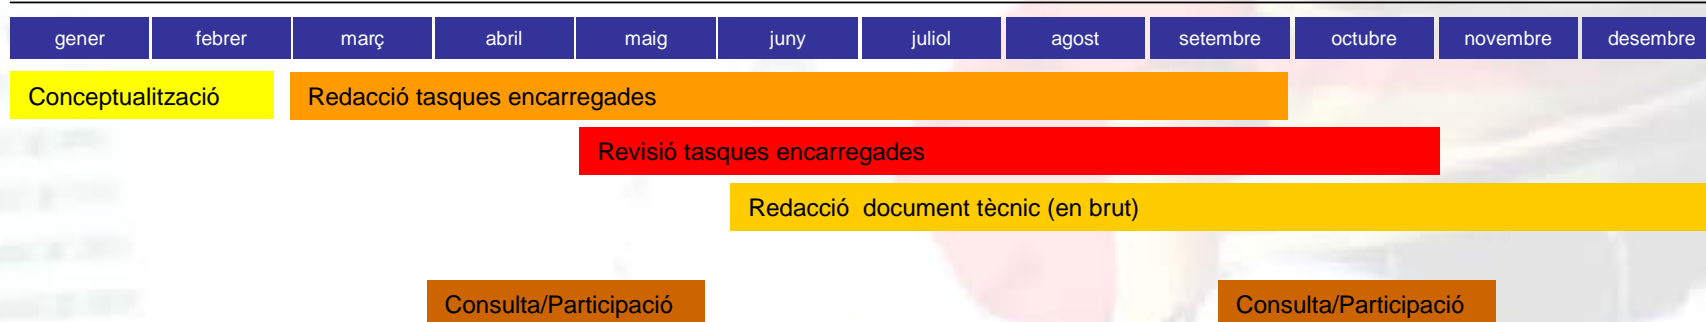 gener febrer març abril maig juny juliol agost setembre octubre novembre desembre
Conceptualització Redacció tasques encarregades
Revisió tasques encarregades
Redacció document tècnic (en brut)
Consulta/Participació Consulta/Participació